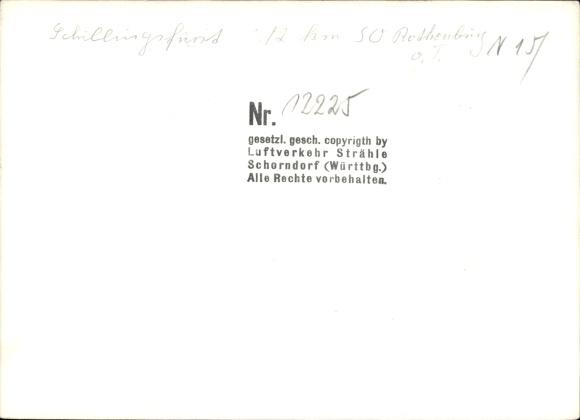 Schillingsfürst 12 km SO Rothenburg N 15
o. T.
Nr. 12225
gesetzl. gesch. copyrigth by
Luftverkehr Strähle
Schorndorf (Württbg.)
Alle Rechte vorbehalten.